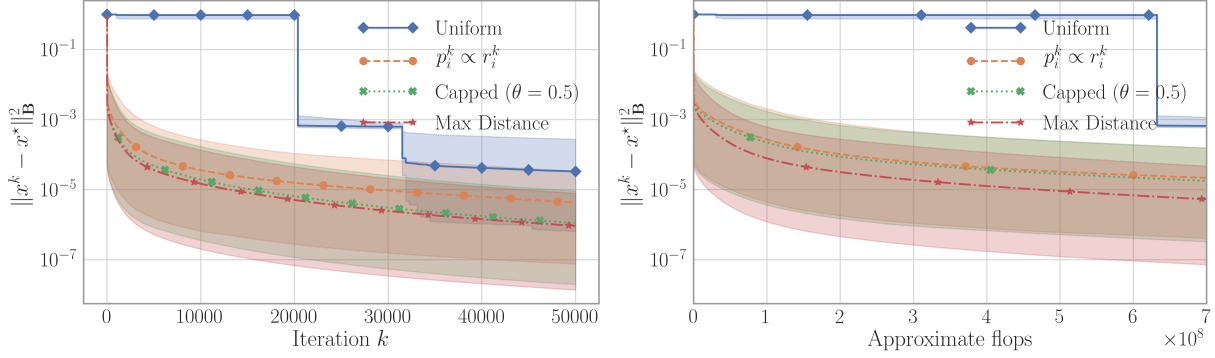 10⁻¹
10⁻³
10⁻⁵
10⁻⁷
‖x^k − x^⋆‖²_B
Uniform
p_i^k ∝ r_i^k
Capped (θ = 0.5)
Max Distance
0 10000 20000 30000 40000 50000
Iteration k
10⁻¹
10⁻³
10⁻⁵
10⁻⁷
‖x^k − x^⋆‖²_B
Uniform
p_i^k ∝ r_i^k
Capped (θ = 0.5)
Max Distance
0 1 2 3 4 5 6 7
Approximate flops ×10⁸